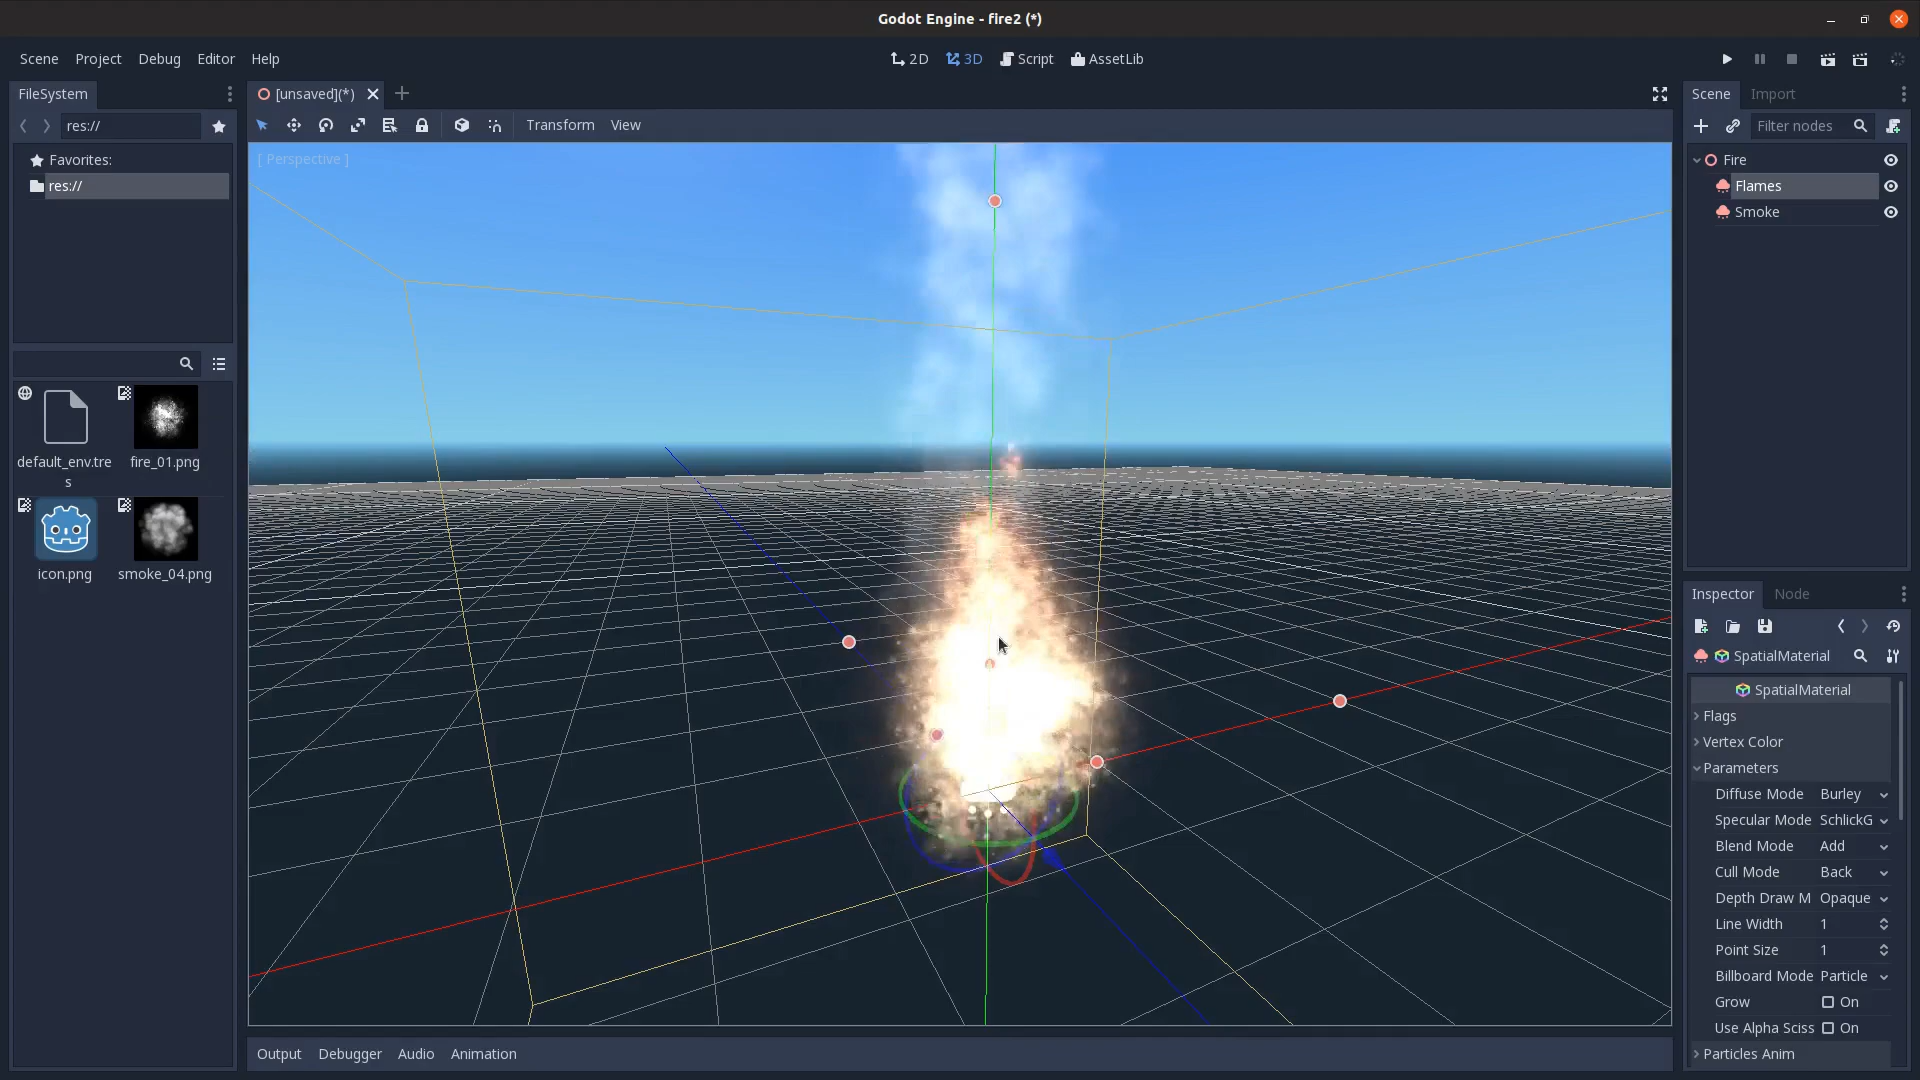 Godot Engine - fire2 (*)
Scene Project Debug Editor Help
2D 3D Script AssetLib
FileSystem
[unsaved](*)
Scene Import
res://
Transform View
Filter nodes
Favorites:
res://
[ Perspective ]
Fire
Flames
Smoke
default_env.tre
s
fire_01.png
icon.png
smoke_04.png
Inspector Node
SpatialMaterial
SpatialMaterial
Flags
Vertex Color
Parameters
Diffuse Mode Burley
Specular Mode SchlickG
Blend Mode Add
Cull Mode Back
Depth Draw M Opaque
Line Width 1
Point Size 1
Billboard Mode Particle
Grow On
Use Alpha Sciss On
Particles Anim
Output Debugger Audio Animation